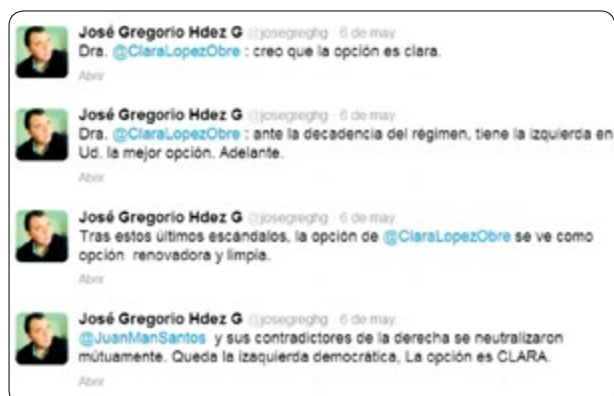 José Gregorio Hdez G @josegreghg · 6 de may.
Dra. @ClaraLopezObre : creo que la opción es clara.
Abrir
José Gregorio Hdez G @josegreghg · 6 de may.
Dra. @ClaraLopezObre : ante la decadencia del régimen, tiene la izquierda en
Ud. la mejor opción. Adelante.
Abrir
José Gregorio Hdez G @josegreghg · 6 de may.
Tras estos últimos escándalos, la opción de @ClaraLopezObre se ve como
opción renovadora y limpia.
Abrir
José Gregorio Hdez G @josegreghg · 6 de may.
@JuanManSantos y sus contradictores de la derecha se neutralizaron
mútuamente. Queda la izaquierda democrática, La opción es CLARA.
Abrir